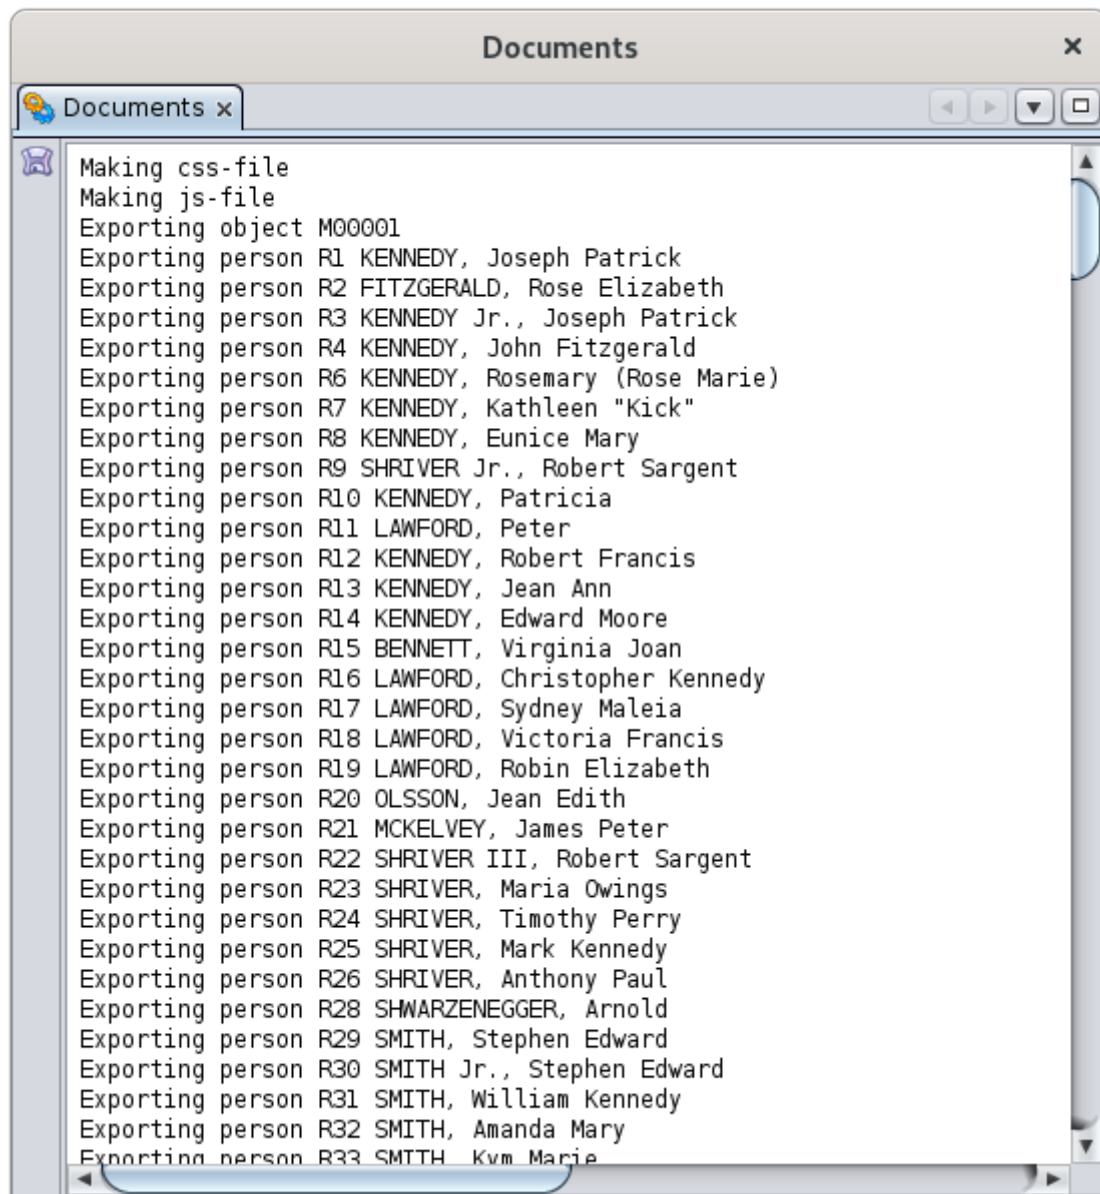 Documents
Documents
Making css-file
Making js-file
Exporting object M00001
Exporting person R1 KENNEDY, Joseph Patrick
Exporting person R2 FITZGERALD, Rose Elizabeth
Exporting person R3 KENNEDY Jr., Joseph Patrick
Exporting person R4 KENNEDY, John Fitzgerald
Exporting person R6 KENNEDY, Rosemary (Rose Marie)
Exporting person R7 KENNEDY, Kathleen "Kick"
Exporting person R8 KENNEDY, Eunice Mary
Exporting person R9 SHRIVER Jr., Robert Sargent
Exporting person R10 KENNEDY, Patricia
Exporting person R11 LAWFORD, Peter
Exporting person R12 KENNEDY, Robert Francis
Exporting person R13 KENNEDY, Jean Ann
Exporting person R14 KENNEDY, Edward Moore
Exporting person R15 BENNETT, Virginia Joan
Exporting person R16 LAWFORD, Christopher Kennedy
Exporting person R17 LAWFORD, Sydney Maleia
Exporting person R18 LAWFORD, Victoria Francis
Exporting person R19 LAWFORD, Robin Elizabeth
Exporting person R20 OLSSON, Jean Edith
Exporting person R21 MCKELVEY, James Peter
Exporting person R22 SHRIVER III, Robert Sargent
Exporting person R23 SHRIVER, Maria Owings
Exporting person R24 SHRIVER, Timothy Perry
Exporting person R25 SHRIVER, Mark Kennedy
Exporting person R26 SHRIVER, Anthony Paul
Exporting person R28 SHWARZENEGGER, Arnold
Exporting person R29 SMITH, Stephen Edward
Exporting person R30 SMITH Jr., Stephen Edward
Exporting person R31 SMITH, William Kennedy
Exporting person R32 SMITH, Amanda Mary
Exporting person R33 SMITH, Kym Marie